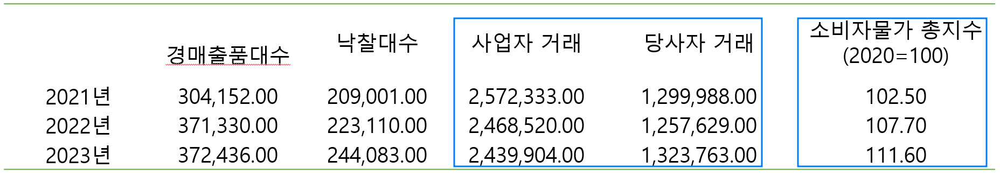 경매출품대수 낙찰대수 사업자 거래 당사자 거래 소비자물가 총지수
(2020=100)
2021년 304,152.00 209,001.00 2,572,333.00 1,299,988.00 102.50
2022년 371,330.00 223,110.00 2,468,520.00 1,257,629.00 107.70
2023년 372,436.00 244,083.00 2,439,904.00 1,323,763.00 111.60